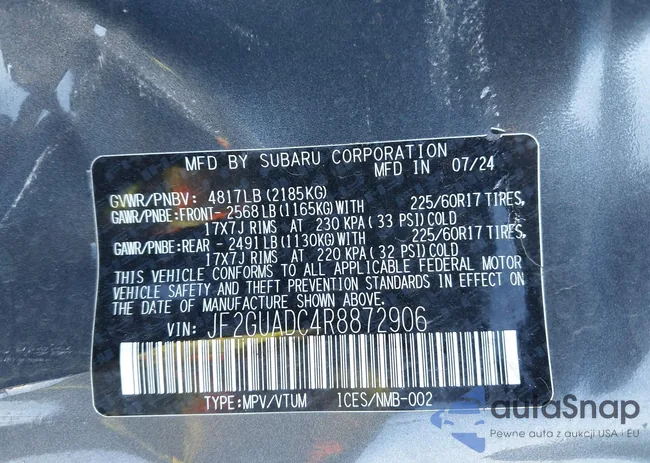 MFD BY SUBARU CORPORATION
MFD IN 07/24
GVWR/PNBV: 4817LB(2185KG)
GAWR/PNBE:FRONT-2568LB(1165KG)WITH 225/60R17 TIRES,
17X7J RIMS AT 230 KPA(33 PSI)COLD
GAWR/PNBE:REAR -2491LB(1130KG)WITH 225/60R17 TIRES,
17X7J RIMS AT 220 KPA(32 PSI)COLD
THIS VEHICLE CONFORMS TO ALL APPLICABLE FEDERAL MOTOR
VEHICLE SAFETY AND THEFT PREVENTION STANDARDS IN EFFECT ON
THE DATE OF MANUFACTURE SHOWN ABOVE.
VIN: JF2GUADC4R8872906
TYPE:MPV/VTUM ICES/NMB-002
autoSnap
Pewne auta z aukcji USA i EU